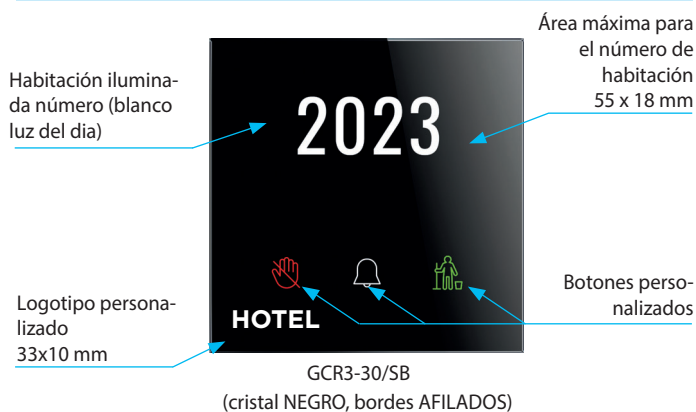 Área máxima para
el número de
habitación
55 x 18 mm
Habitación ilumina-
da número (blanco
luz del dia)
2023
Botones perso-
nalizados
Logotipo persona-
lizado
33x10 mm
HOTEL
GCR3-30/SB
(cristal NEGRO, bordes AFILADOS)